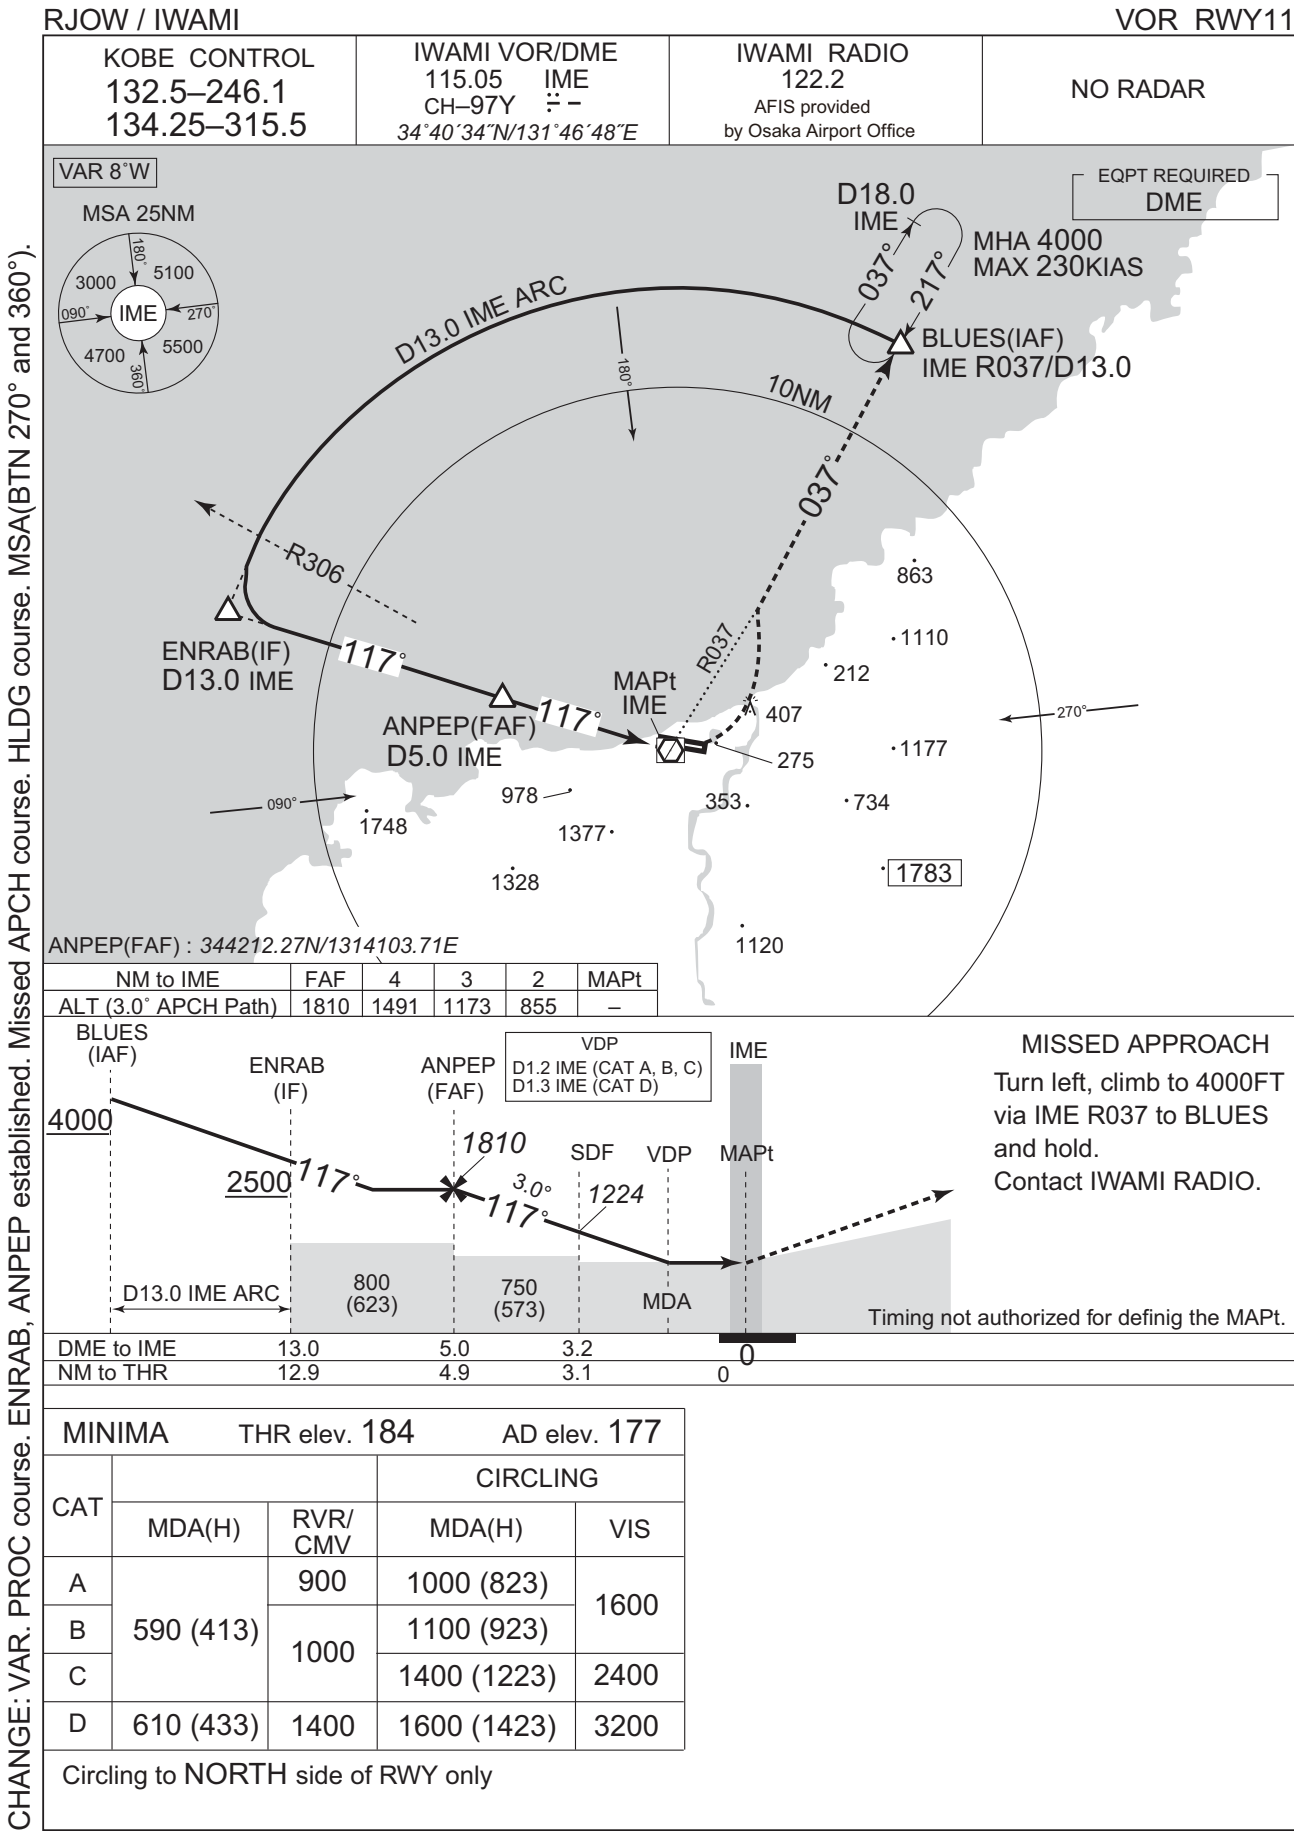 RJOW / IWAMI
VOR RWY11
KOBE CONTROL
132.5–246.1
134.25–315.5
IWAMI VOR/DME
115.05 IME
CH–97Y
34˚40´34˝N/131˚46´48˝E
IWAMI RADIO
122.2
AFIS provided
by Osaka Airport Office
NO RADAR
VAR 8˚W
MSA 25NM
180˚
3000
5100
090˚
IME
270˚
4700
5500
360˚
EQPT REQUIRED
DME
D18.0
IME
037°
217°
MHA 4000
MAX 230KIAS
BLUES(IAF)
IME R037/D13.0
D13.0 IME ARC
180°
10NM
037°
R306
863
1110
212
R037
ENRAB(IF)
D13.0 IME
117°
MAPt
IME
ANPEP(FAF)
D5.0 IME
117°
407
270°
275
1177
090°
978
353
734
1748
1377
1328
1783
1120
ANPEP(FAF) : 344212.27N/1314103.71E
NM to IME FAF 4 3 2 MAPt
ALT (3.0˚ APCH Path) 1810 1491 1173 855 –
BLUES
(IAF)
ENRAB
(IF)
ANPEP
(FAF)
VDP
D1.2 IME (CAT A, B, C)
D1.3 IME (CAT D)
IME
MISSED APPROACH
Turn left, climb to 4000FT
via IME R037 to BLUES
and hold.
Contact IWAMI RADIO.
4000
2500
117°
1810
3.0°
117°
SDF
1224
VDP
MAPt
D13.0 IME ARC
800
(623)
750
(573)
MDA
Timing not authorized for definig the MAPt.
DME to IME 13.0 5.0 3.2 0
NM to THR 12.9 4.9 3.1 0
MINIMA THR elev. 184 AD elev. 177
CAT
CIRCLING
MDA(H)
RVR/
CMV
MDA(H)
VIS
A 900 1000 (823)
1600
B 590 (413) 1000 1100 (923)
C 1400 (1223) 2400
D 610 (433) 1400 1600 (1423) 3200
Circling to NORTH side of RWY only
CHANGE: VAR. PROC course. ENRAB, ANPEP established. Missed APCH course. HLDG course. MSA(BTN 270° and 360°).